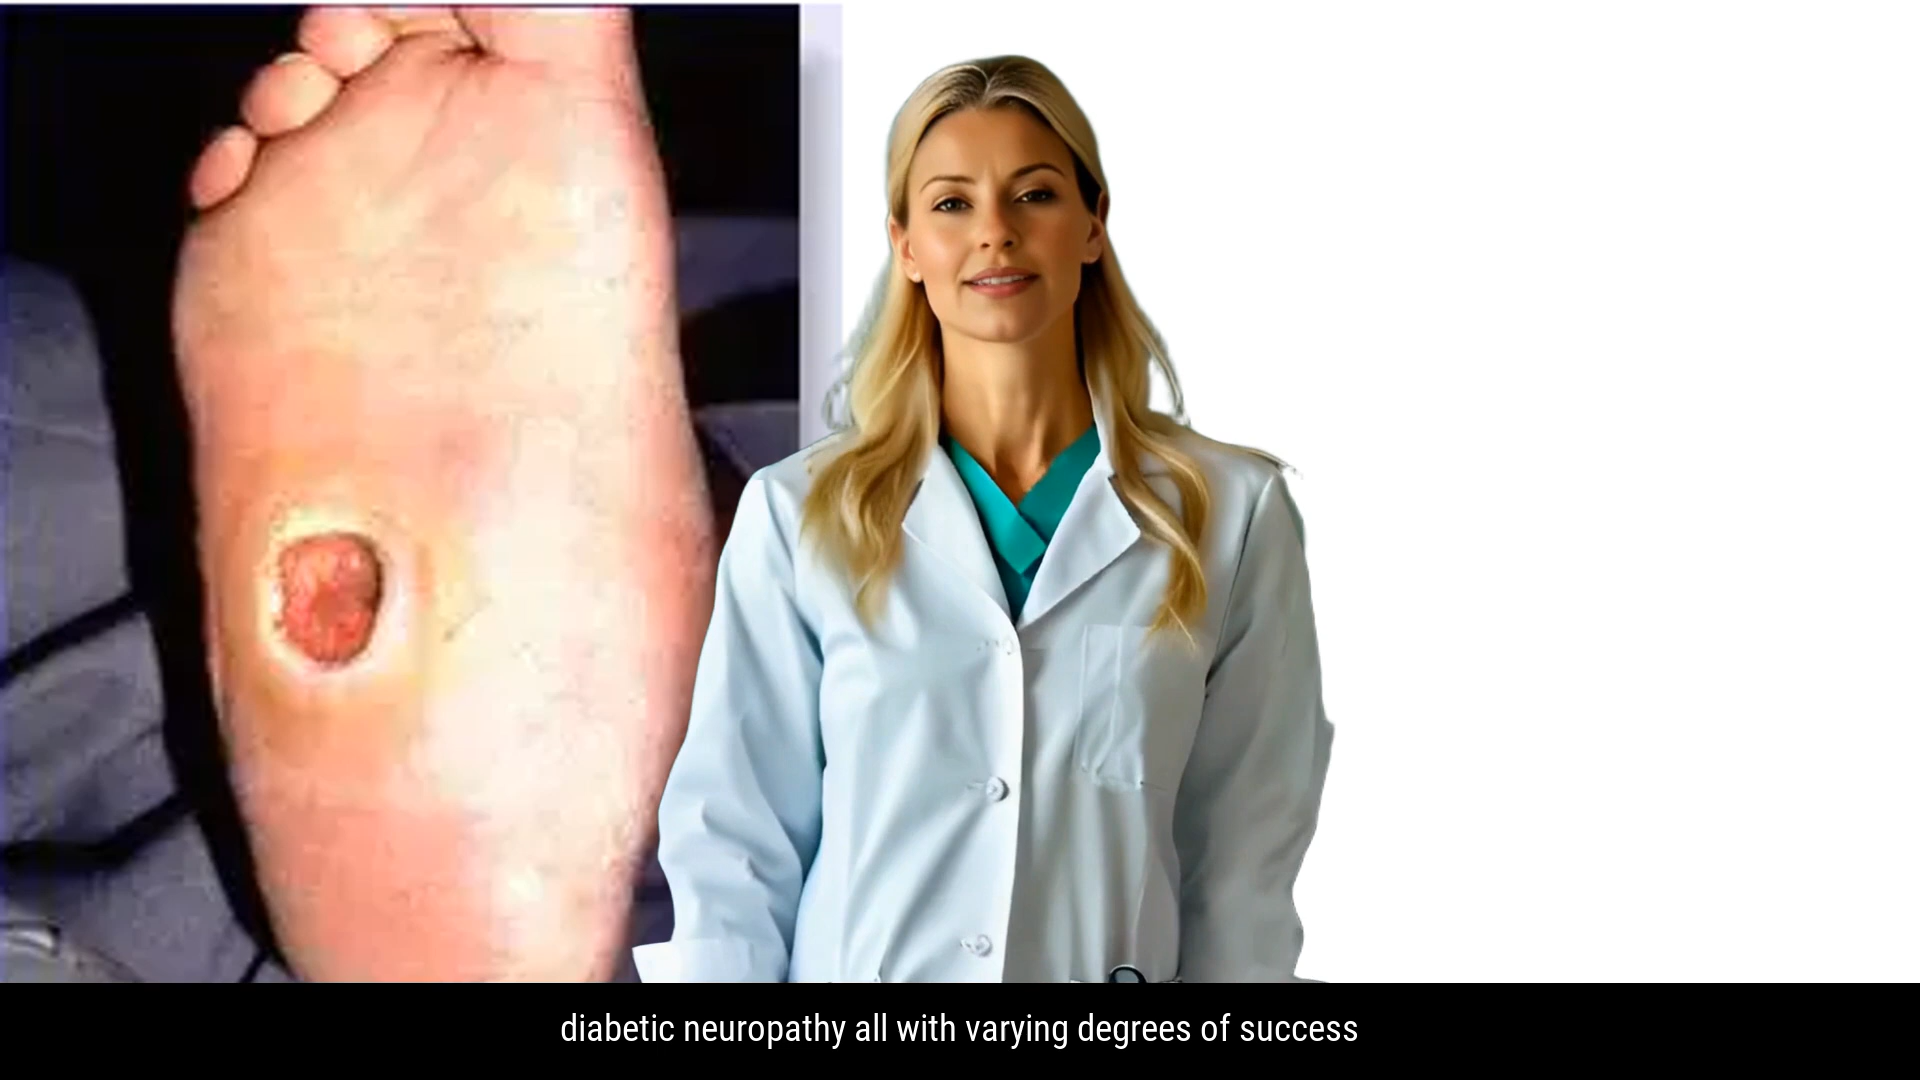 diabetic neuropathy all with varying degrees of success